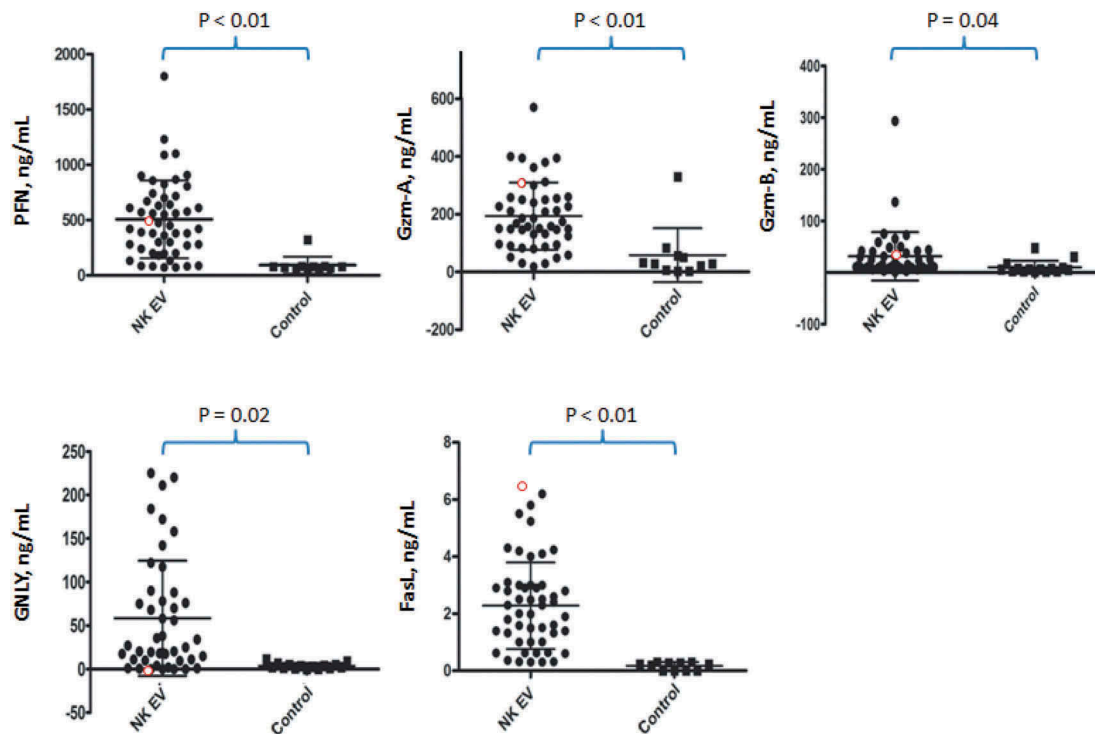 P < 0.01
P < 0.01
P = 0.04
PFN, ng/mL
2000
1500
1000
500
0
NK EV
Control
Gzm-A, ng/mL
600
400
200
0
-200
NK EV
Control
Gzm-B, ng/mL
400
300
200
100
0
-100
NK EV
Control
P = 0.02
P < 0.01
GNLY, ng/mL
250
200
150
100
50
0
-50
NK EV
Control
FasL, ng/mL
8
6
4
2
0
NK EV
Control